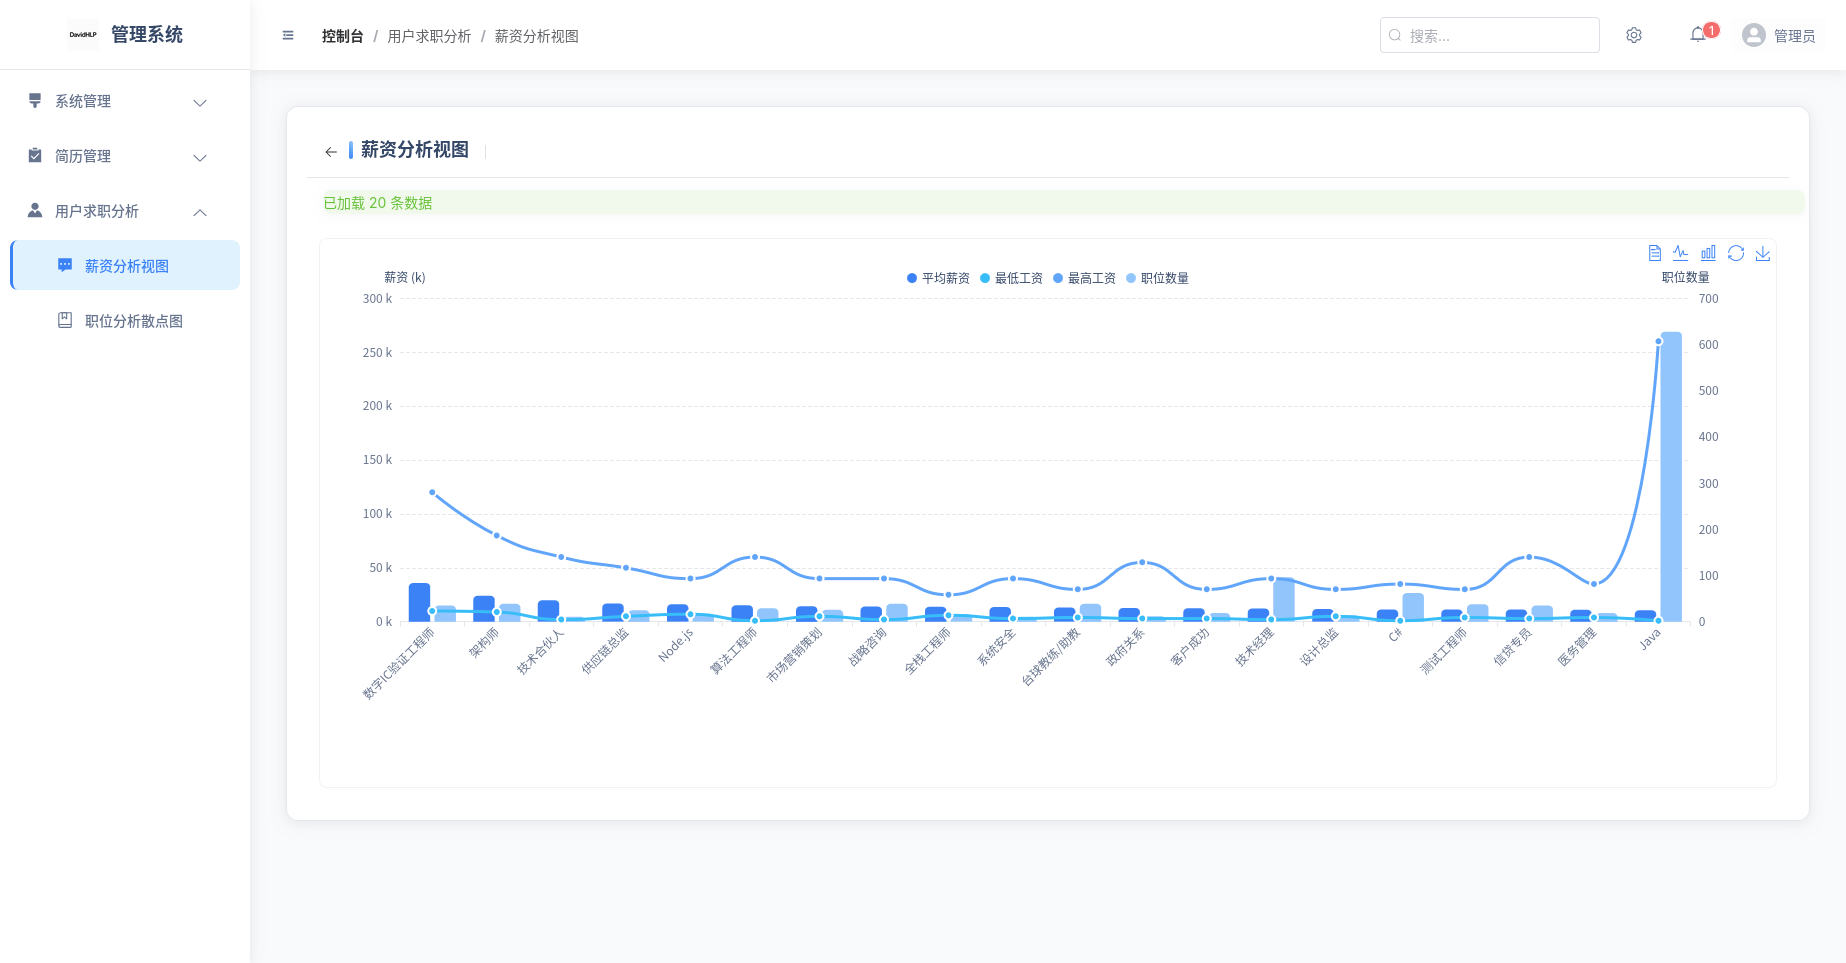 DavidHLP 管理系统
控制台 / 用户求职分析 / 薪资分析视图
搜索...
1
管理员
系统管理
简历管理
用户求职分析
薪资分析视图
职位分析散点图
薪资分析视图
已加载 20 条数据
薪资 (k)
平均薪资 最低工资 最高工资 职位数量
职位数量
300 k
250 k
200 k
150 k
100 k
50 k
0 k
700
600
500
400
300
200
100
0
数字IC验证工程师
架构师
技术合伙人
供应链总监
Node.js
算法工程师
市场营销策划
战略咨询
全栈工程师
系统安全
台球教练/助教
政府关系
客户成功
技术经理
设计总监
C#
测试工程师
信贷专员
医务管理
Java